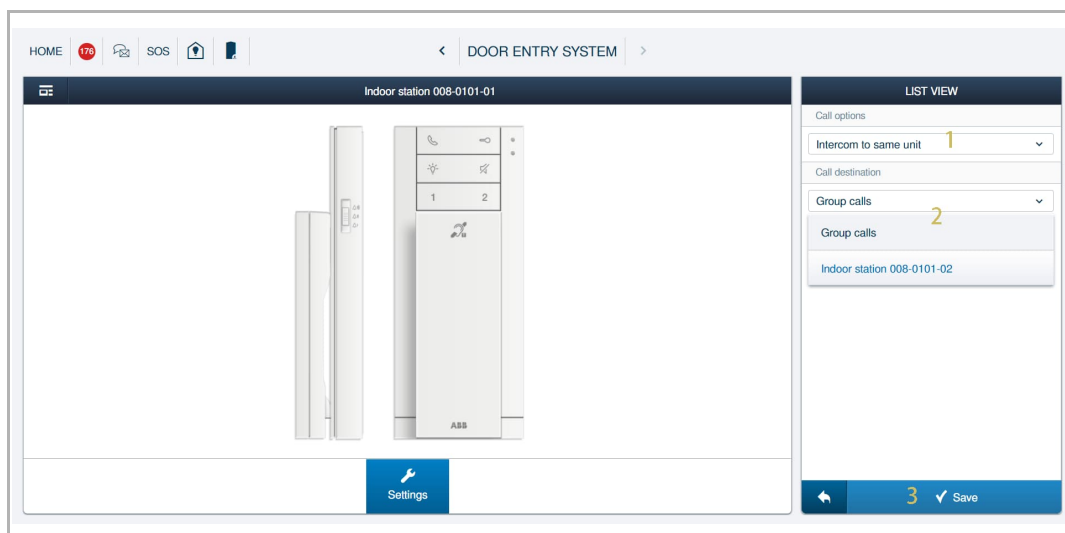 HOME 176 SOS
DOOR ENTRY SYSTEM
Indoor station 008-0101-01
LIST VIEW
Call options
Intercom to same unit 1
Call destination
Group calls
2
Group calls
Indoor station 008-0101-02
1 2
ABB
Settings
3 Save